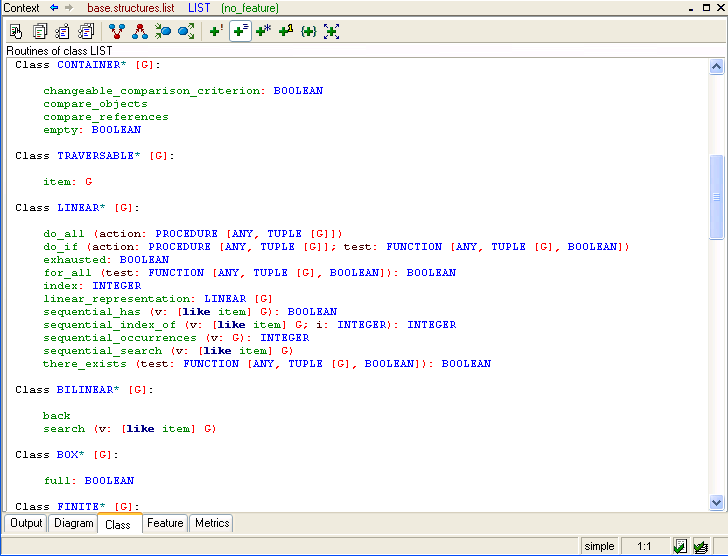 Context base.structures.list LIST (no_feature)
Routines of class LIST
Class CONTAINER* [G]:
changeable_comparison_criterion: BOOLEAN
compare_objects
compare_references
empty: BOOLEAN
Class TRAVERSABLE* [G]:
item: G
Class LINEAR* [G]:
do_all (action: PROCEDURE [ANY, TUPLE [G]])
do_if (action: PROCEDURE [ANY, TUPLE [G]]; test: FUNCTION [ANY, TUPLE [G], BOOLEAN])
exhausted: BOOLEAN
for_all (test: FUNCTION [ANY, TUPLE [G], BOOLEAN]): BOOLEAN
index: INTEGER
linear_representation: LINEAR [G]
sequential_has (v: [like item] G): BOOLEAN
sequential_index_of (v: [like item] G; i: INTEGER): INTEGER
sequential_occurrences (v: G): INTEGER
sequential_search (v: [like item] G)
there_exists (test: FUNCTION [ANY, TUPLE [G], BOOLEAN]): BOOLEAN
Class BILINEAR* [G]:
back
search (v: [like item] G)
Class BOX* [G]:
full: BOOLEAN
Class FINITE* [G]:
Output Diagram Class Feature Metrics
simple 1:1